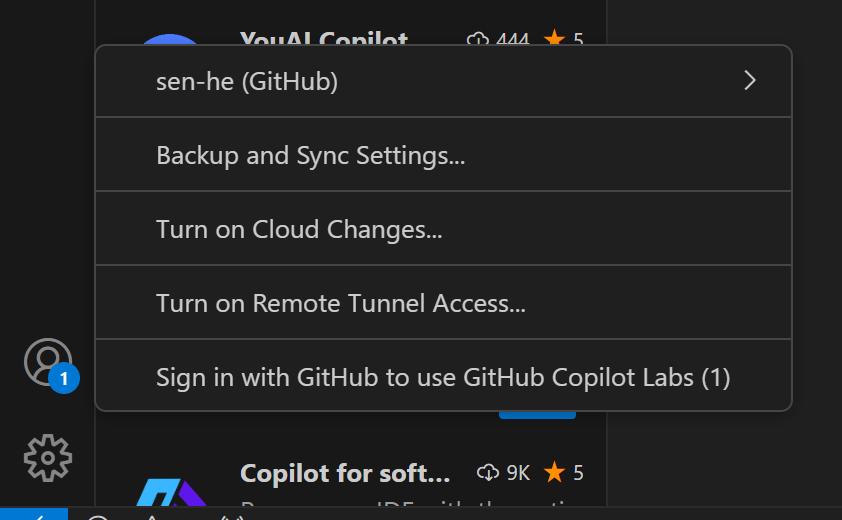 YouAI Copilot 444 5
sen-he (GitHub)
Backup and Sync Settings...
Turn on Cloud Changes...
Turn on Remote Tunnel Access...
1
Sign in with GitHub to use GitHub Copilot Labs (1)
Copilot for soft... 9K 5